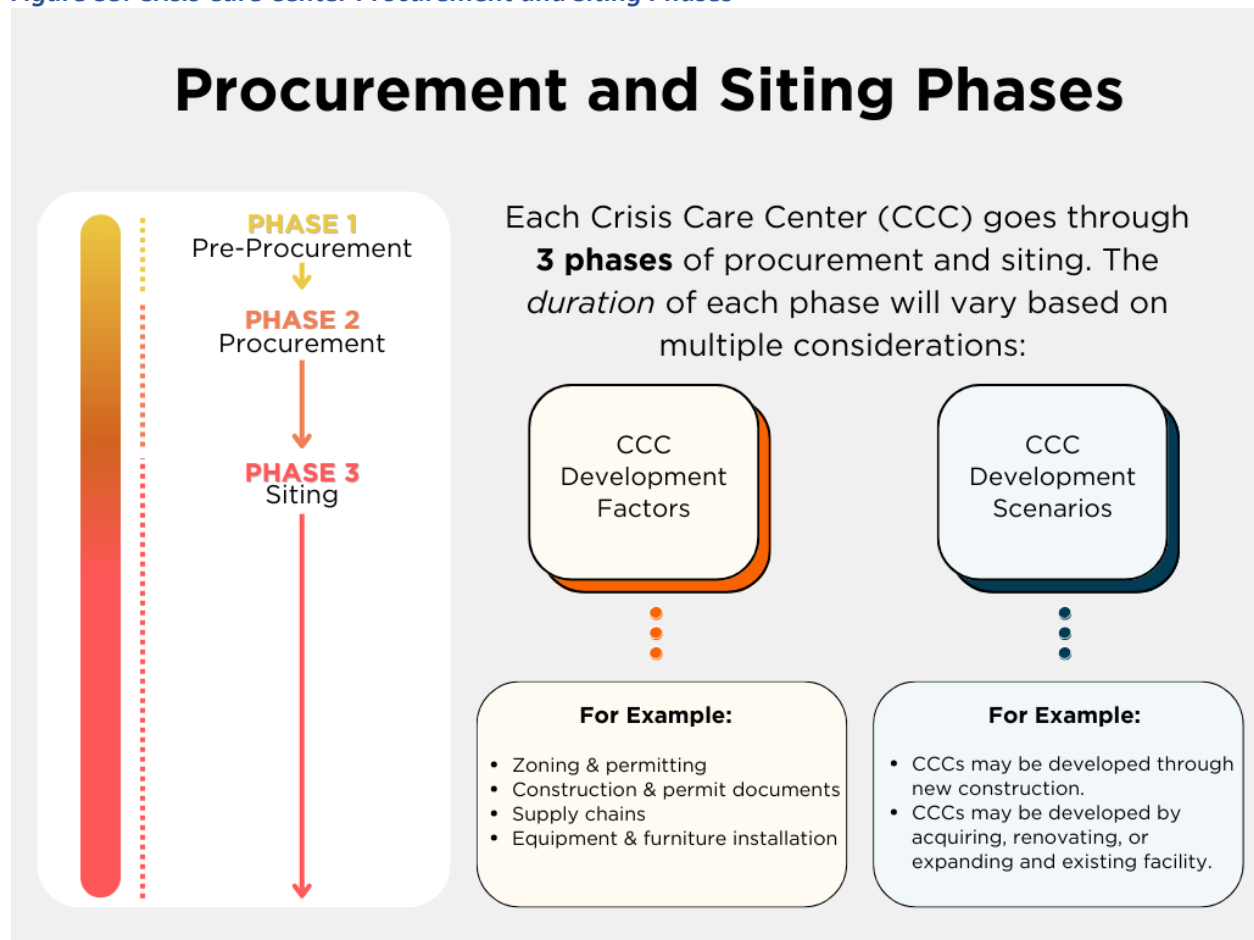 Procurement and Siting Phases
PHASE 1
Pre-Procurement
PHASE 2
Procurement
PHASE 3
Siting
Each Crisis Care Center (CCC) goes through
3 phases of procurement and siting. The
duration of each phase will vary based on
multiple considerations:
CCC
Development
Factors
CCC
Development
Scenarios
For Example:
• Zoning & permitting
• Construction & permit documents
• Supply chains
• Equipment & furniture installation
For Example:
• CCCs may be developed through
new construction.
• CCCs may be developed by
acquiring, renovating, or
expanding and existing facility.